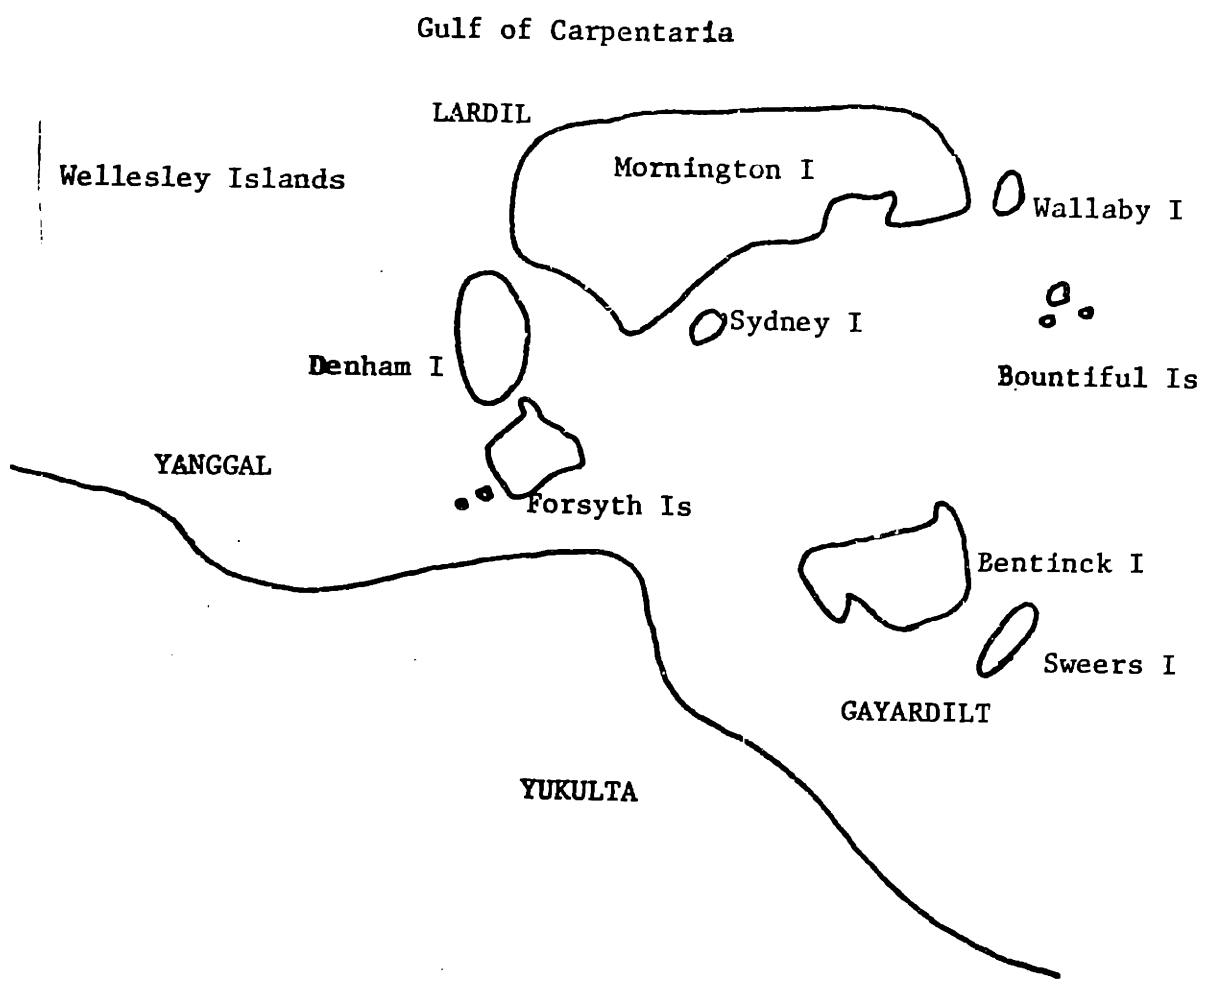 Gulf of Carpentaria
LARDIL
Mornington I
Wellesley Islands
Wallaby I
Sydney I
Denham I
Bountiful Is
YANGGAL
Forsyth Is
Bentinck I
Sweers I
GAYARDILT
YUKULTA